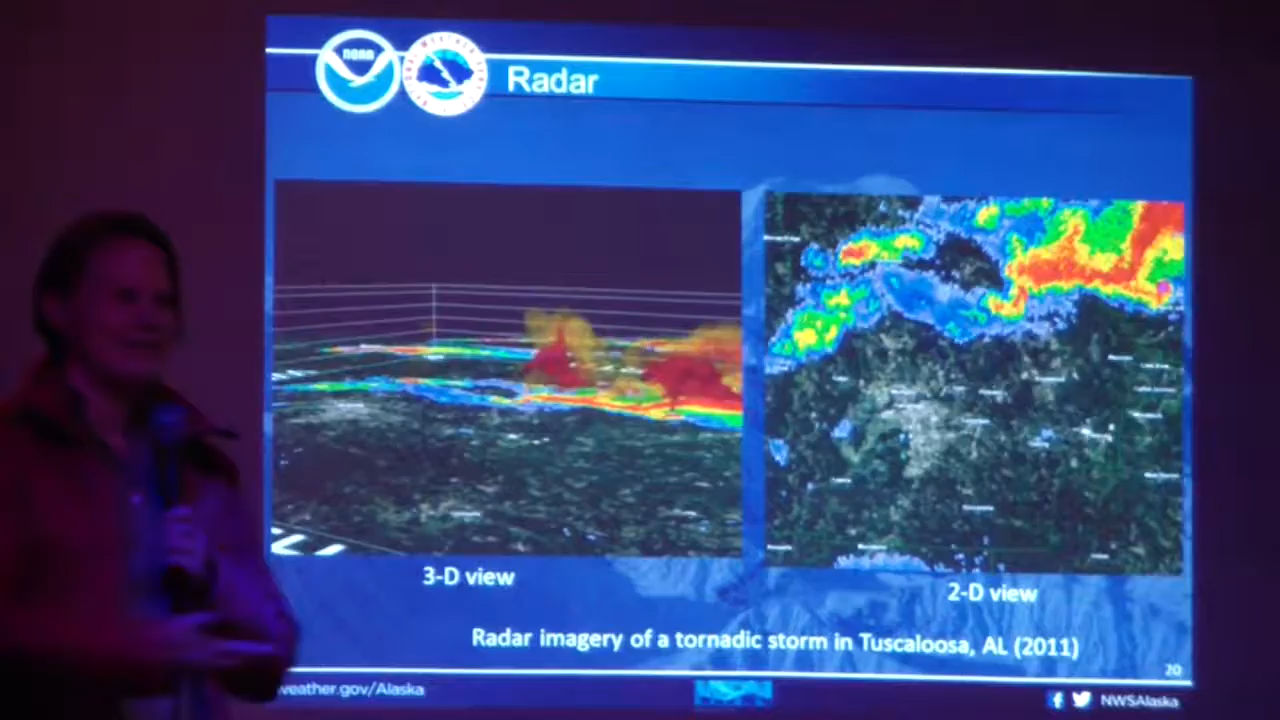 NOAA
Radar
3-D view
2-D view
Radar imagery of a tornadic storm in Tuscaloosa, AL (2011)
20
weather.gov/Alaska
NWSAlaska